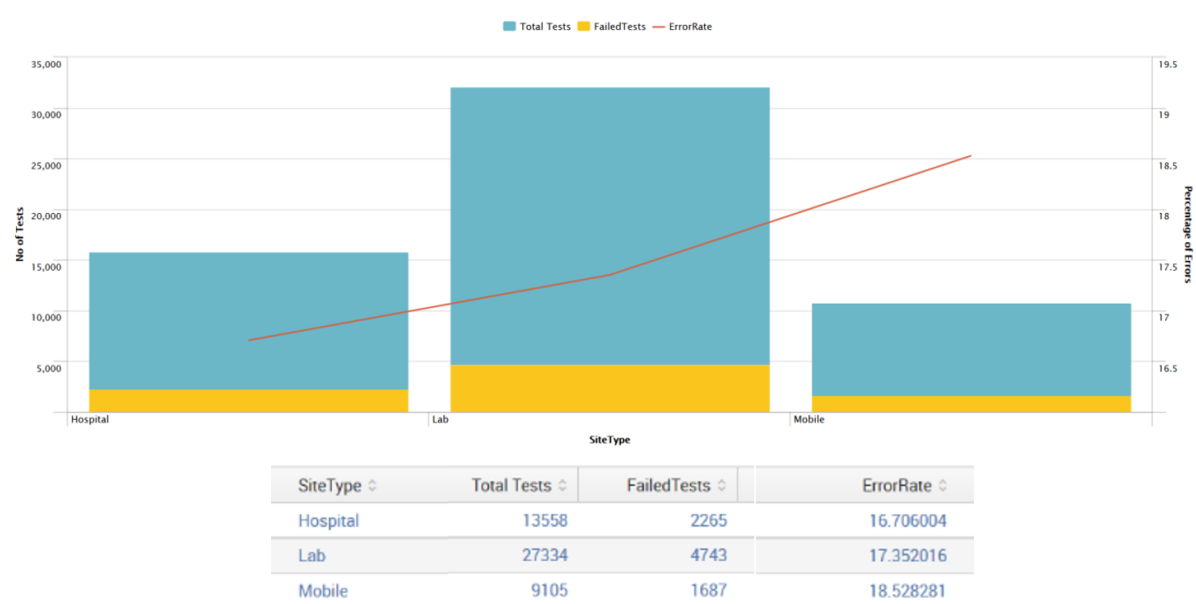 Total Tests FailedTests ErrorRate
35,000 19.5
30,000 19
25,000 18.5
20,000 18
15,000 17.5
10,000 17
5,000 16.5
No of Tests
Percentage of Errors
Hospital Lab Mobile
SiteType
SiteType Total Tests FailedTests ErrorRate
Hospital 13558 2265 16.706004
Lab 27334 4743 17.352016
Mobile 9105 1687 18.528281